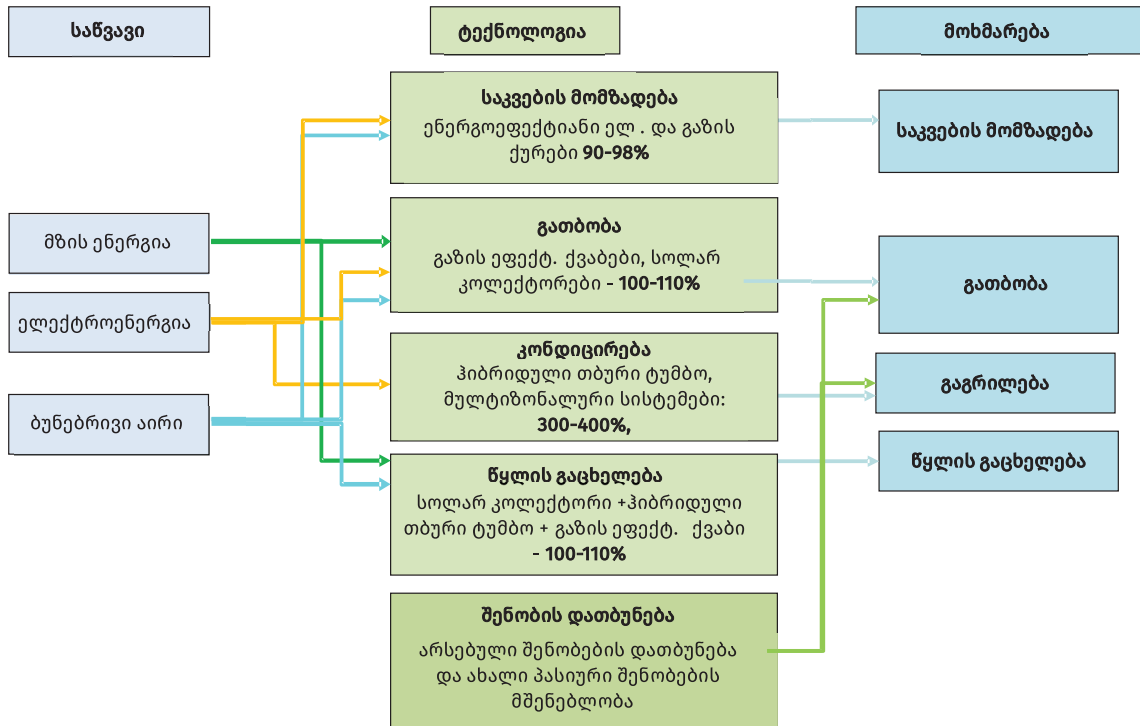 საწვავი
ტექნოლოგია
მოხმარება
მზის ენერგია
ელექტროენერგია
ბუნებრივი აირი
საკვების მომზადება
ენერგოეფექტიანი ელ . და გაზის
ქურები 90-98%
გათბობა
გაზის ეფექტ. ქვაბები, სოლარ
კოლექტორები - 100-110%
კონდიცირება
ჰიბრიდული თბური ტუმბო,
მულტიზონალური სისტემები:
300-400%,
წყლის გაცხელება
სოლარ კოლექტორი +ჰიბრიდული
თბური ტუმბო + გაზის ეფექტ. ქვაბი
- 100-110%
შენობის დათბუნება
არსებული შენობების დათბუნება
და ახალი პასიური შენობების
მშენებლობა
საკვების მომზადება
გათბობა
გაგრილება
წყლის გაცხელება